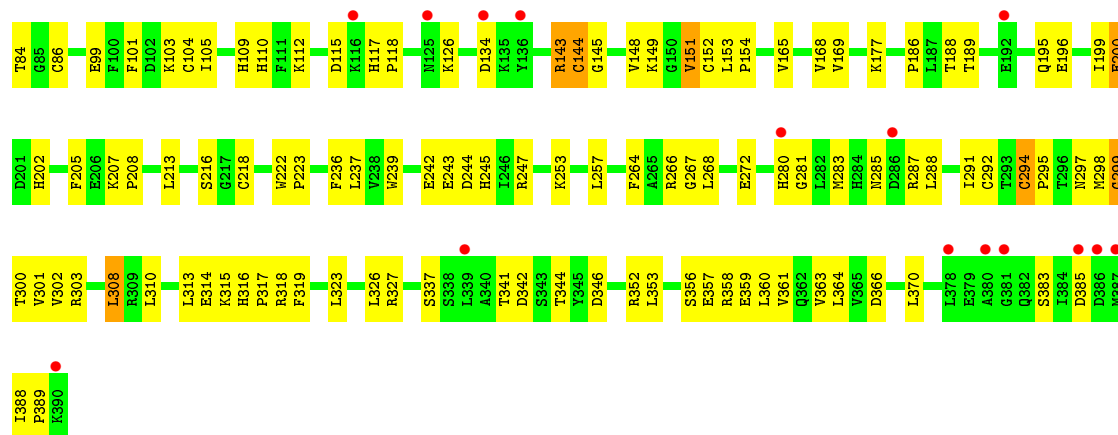 T84 G85 C86 E99 F100 F101 D102 K103 C104 I105 H109 H110 F111 K112 D115 K116 H117 P118 N125 K126 D134 K135 Y136 R143 C144 G145 V148 K149 G150 V151 C152 L153 P154 V165 V168 V169 K177 P186 L187 T188 T189 E192 Q195 E196 I199
D201 H202 F205 E206 K207 P208 L213 S216 G217 C218 W222 P223 F236 L237 V238 W239 E242 E243 D244 H245 I246 R247 K253 L257 F264 A265 R266 G267 L268 E272 H280 G281 L282 M283 H284 N285 D286 R287 L288 I291 C292 T293 C294 P295 T296 N297 M298
T300 V301 V302 R303 L308 R309 L310 L313 E314 K315 H316 P317 R318 F319 L323 L326 R327 S337 S338 L339 A340 T341 D342 S343 T344 Y345 D346 R352 L353 S356 E357 R358 E359 L360 V361 Q362 V363 L364 V365 D366 L370 L378 E379 A380 G381 Q382 S383 I384 D385 D386
I388 P389 K390